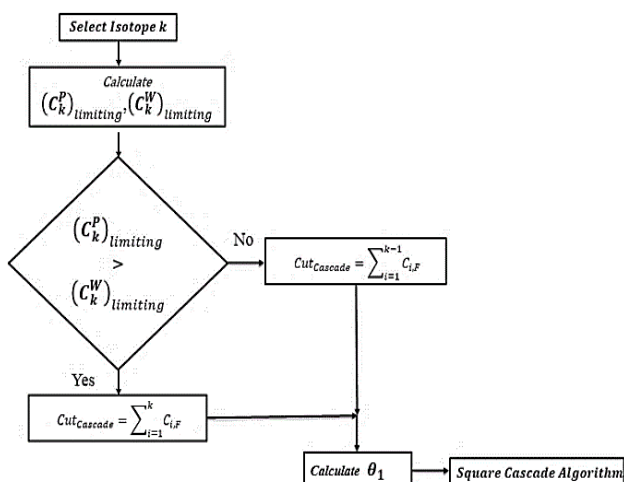 Select Isotope k
Calculate
(C_k^P)_limiting,(C_k^W)_limiting
(C_k^P)_limiting
>
(C_k^W)_limiting
No
Cut_Cascade = ∑_{i=1}^{k-1} C_{i,F}
Yes
Cut_Cascade = ∑_{i=1}^{k} C_{i,F}
Calculate θ_1
Square Cascade Algorithm